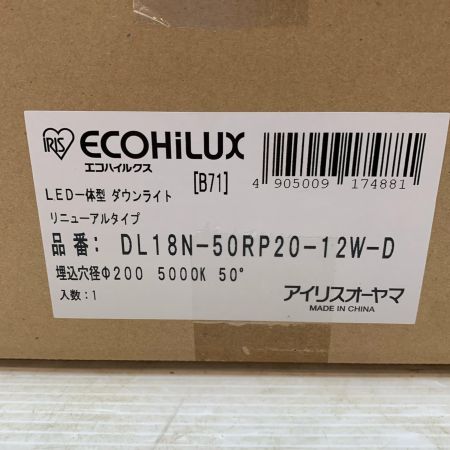 IRIS ECOHiLUX
エコハイルクス
[B71]
4 905009 174881
LED一体型 ダウンライト
リニューアルタイプ
品番: DL18N-50RP20-12W-D
埋込穴径Φ200 5000K 50°
入数:1
アイリスオーヤマ
MADE IN CHINA